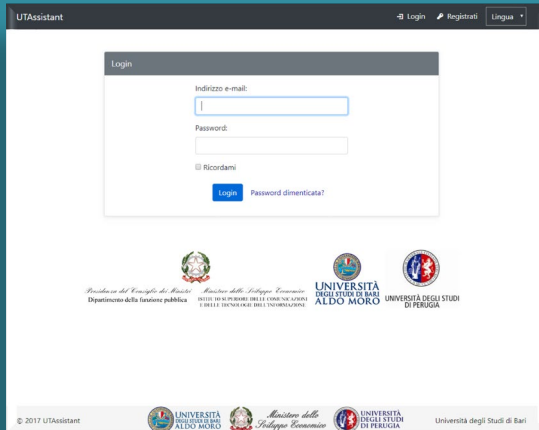 UTAssistant
Login
Registrati
Lingua
Login
Indirizzo e-mail:
Password:
Ricordami
Login
Password dimenticata?
Presidenza del Consiglio dei Ministri
Dipartimento della funzione pubblica
Ministero dello Sviluppo Economico
ISTITUTO SUPERIORE DELLE COMUNICAZIONI
E DELLE TECNOLOGIE DELL'INFORMAZIONE
UNIVERSITÀ
DEGLI STUDI DI BARI
ALDO MORO
UNIVERSITÀ DEGLI STUDI
DI PERUGIA
© 2017 UTAssistant
UNIVERSITÀ
DEGLI STUDI DI BARI
ALDO MORO
Ministero dello
Sviluppo Economico
UNIVERSITÀ
DEGLI STUDI
DI PERUGIA
Università degli Studi di Bari